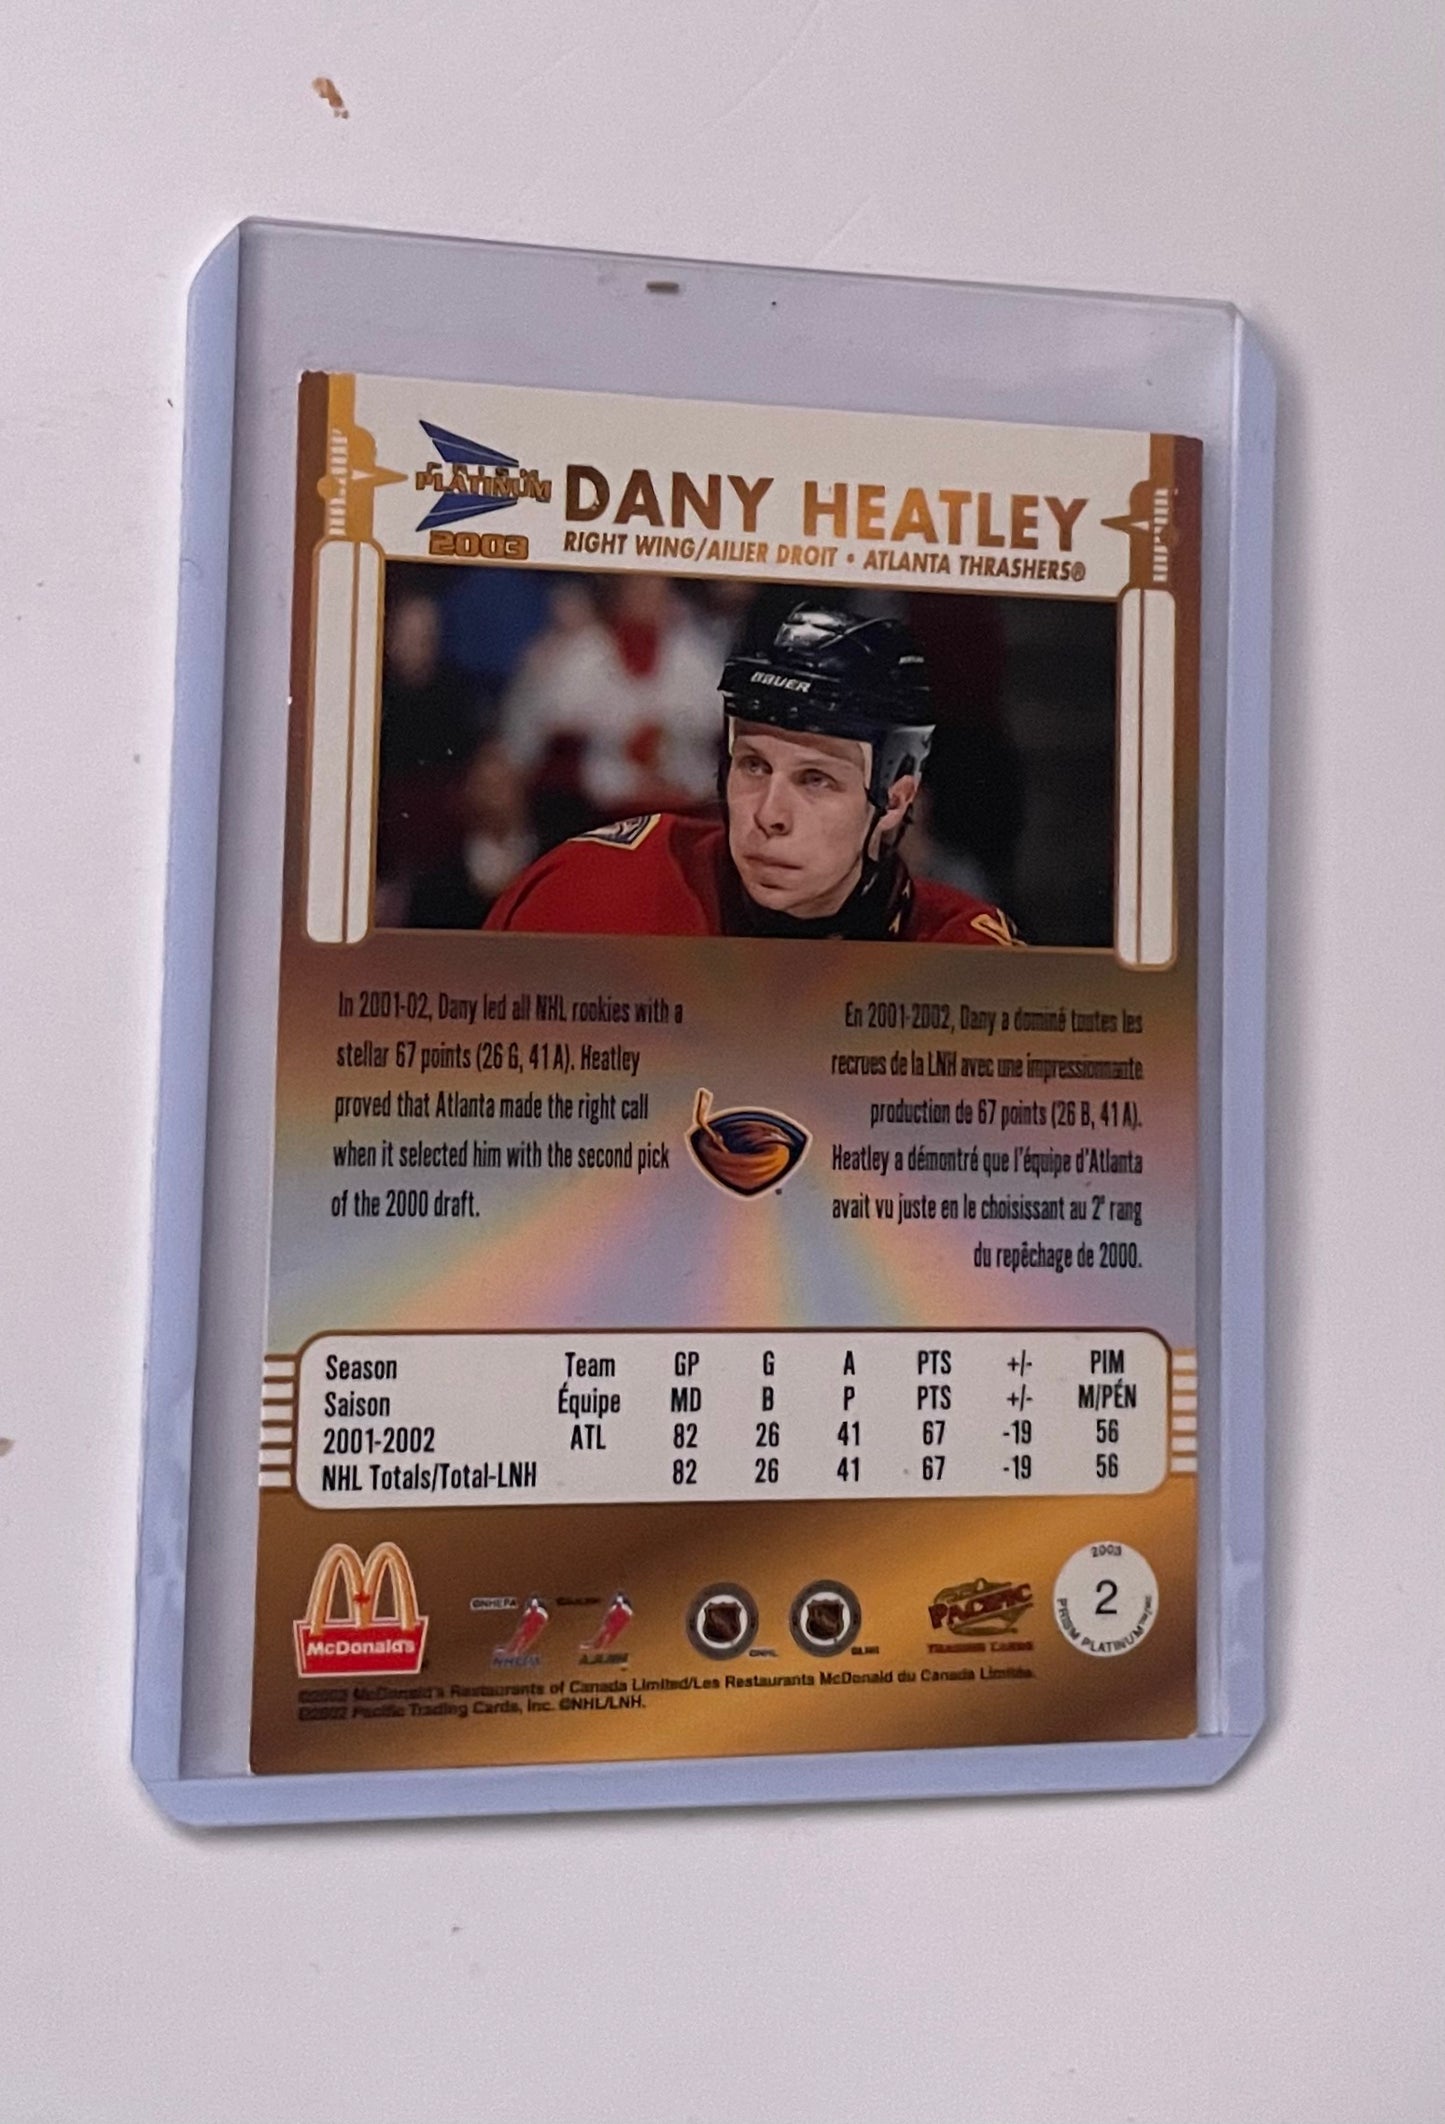 PRISM
PLATINUM
2003
DANY HEATLEY
RIGHT WING/AILIER DROIT • ATLANTA THRASHERS®
BAUER
In 2001-02, Dany led all NHL rookies with a
stellar 67 points (26 G, 41 A). Heatley
proved that Atlanta made the right call
when it selected him with the second pick
of the 2000 draft.
En 2001-2002, Dany a dominé toutes les
recrues de la LNH avec une impressionnante
production de 67 points (26 B, 41 A).
Heatley a démontré que l'équipe d'Atlanta
avait vu juste en le choisissant au 2e rang
du repêchage de 2000.
Season Team GP G A PTS +/- PIM
Saison Équipe MD B P PTS +/- M/PÉN
2001-2002 ATL 82 26 41 67 -19 56
NHL Totals/Total-LNH 82 26 41 67 -19 56
McDonald's
©NHLPA
NHLPA
AJLNH
©NHL
©LNH
PACIFIC
TRADING CARDS
2003
2
PRISM PLATINUM
©2002 McDonald's Restaurants of Canada Limited/Les Restaurants McDonald du Canada Limitée.
©2002 Pacific Trading Cards, Inc. ©NHL/LNH.